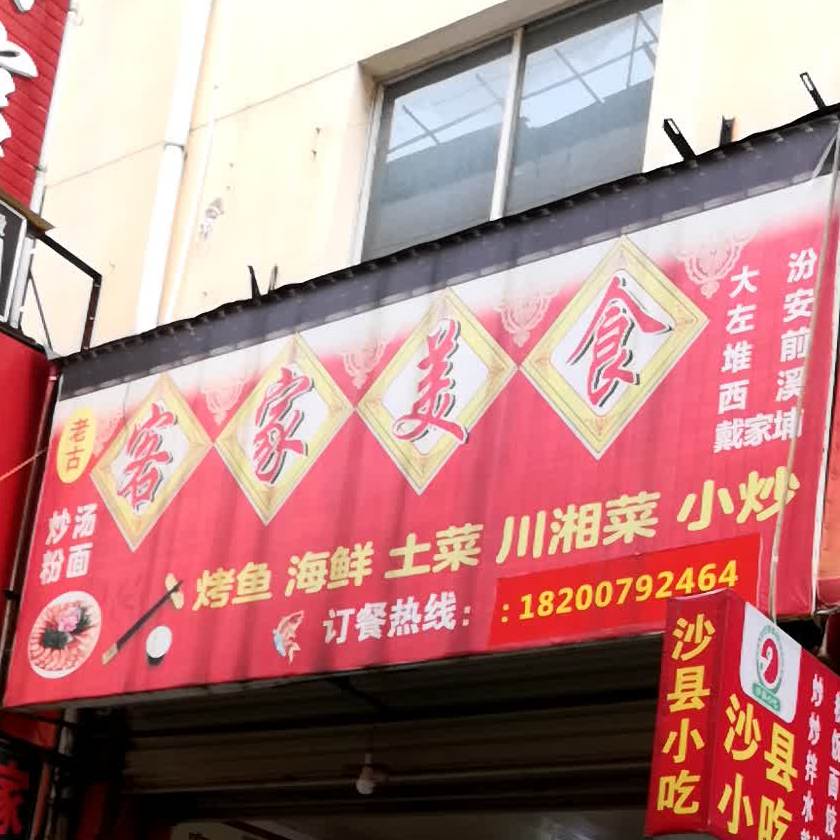 老古
客家美食
汾安前溪
大左堆西
戴家埔
炒汤
粉面
烤鱼 海鲜 土菜 川湘菜 小炒
订餐热线：：18200792464
沙县小吃
沙县
小吃